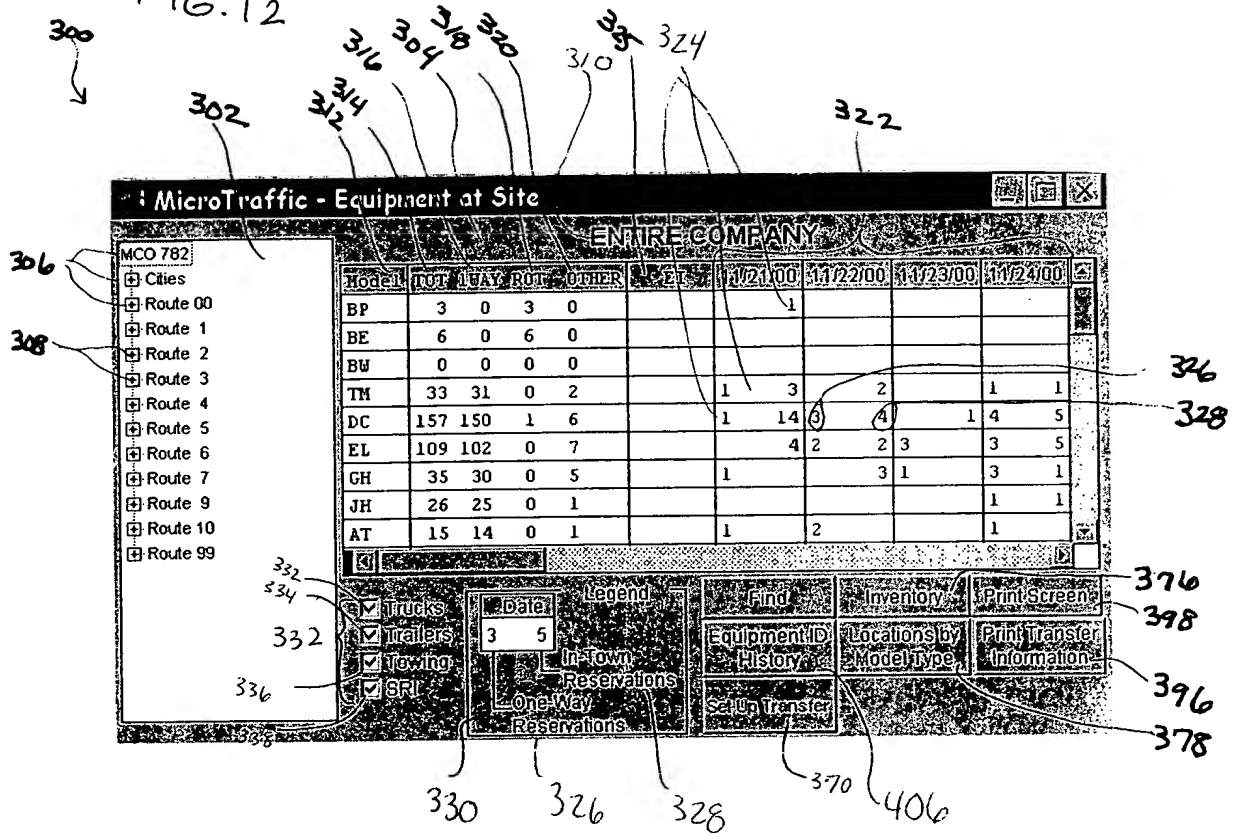 FIG. 12
300
302
312
314
316
304
318
320
310
325
324
322
MicroTraffic - Equipment at Site
ENTIRE COMPANY
306
MCO 782
Cities
Route 00
Route 1
308
Route 2
Route 3
Route 4
Route 5
Route 6
Route 7
Route 9
Route 10
Route 99
Model TOT 1WAY ROT OTHER 11/21/00 11/22/00 11/23/00 11/24/00
BP 3 0 3 0 1
BE 6 0 6 0
BW 0 0 0 0
TM 33 31 0 2 1 3 2 1 1
DC 157 150 1 6 1 14 3 4 1 4 5
EL 109 102 0 7 4 2 2 3 3 5
GH 35 30 0 5 1 3 1 3 1
JH 26 25 0 1 1 1
AT 15 14 0 1 1 2 1
326
328
332
334
332
336
338
Trucks
Trailers
Towing
SRI
Legend
Date
3 5
In-Town
Reservations
One-Way
Reservations
Find Inventory Print Screen
Equipment ID History
Locations by Model Type
Print Transfer Information
Set Up Transfer
376
398
396
378
330
326
328
370
406